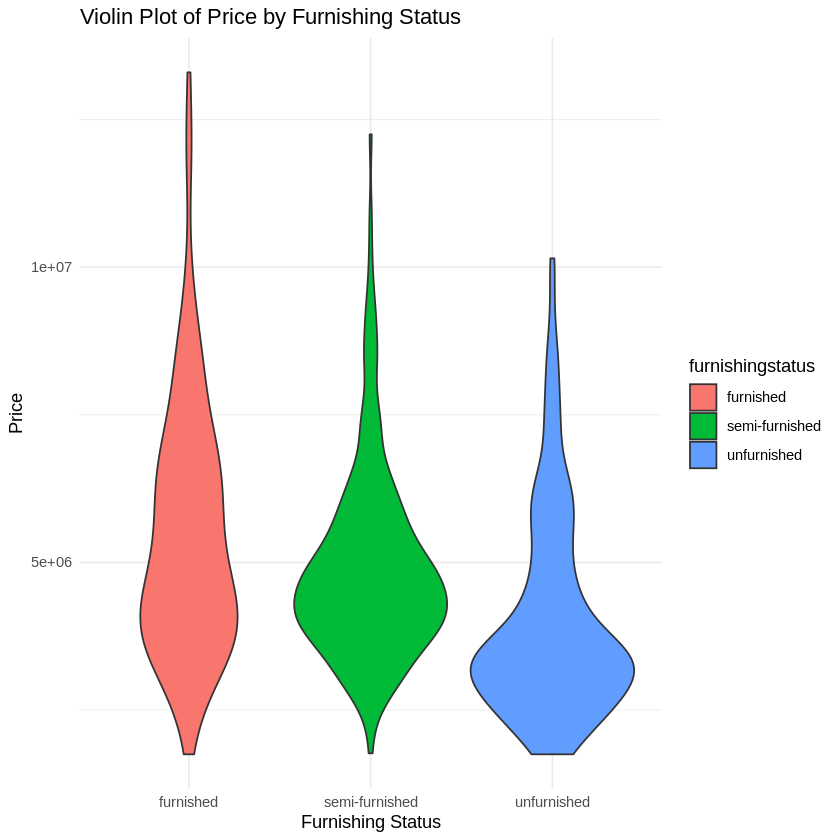 Violin Plot of Price by Furnishing Status
Price
1e+07
5e+06
furnished
semi-furnished
unfurnished
Furnishing Status
furnishingstatus
furnished
semi-furnished
unfurnished